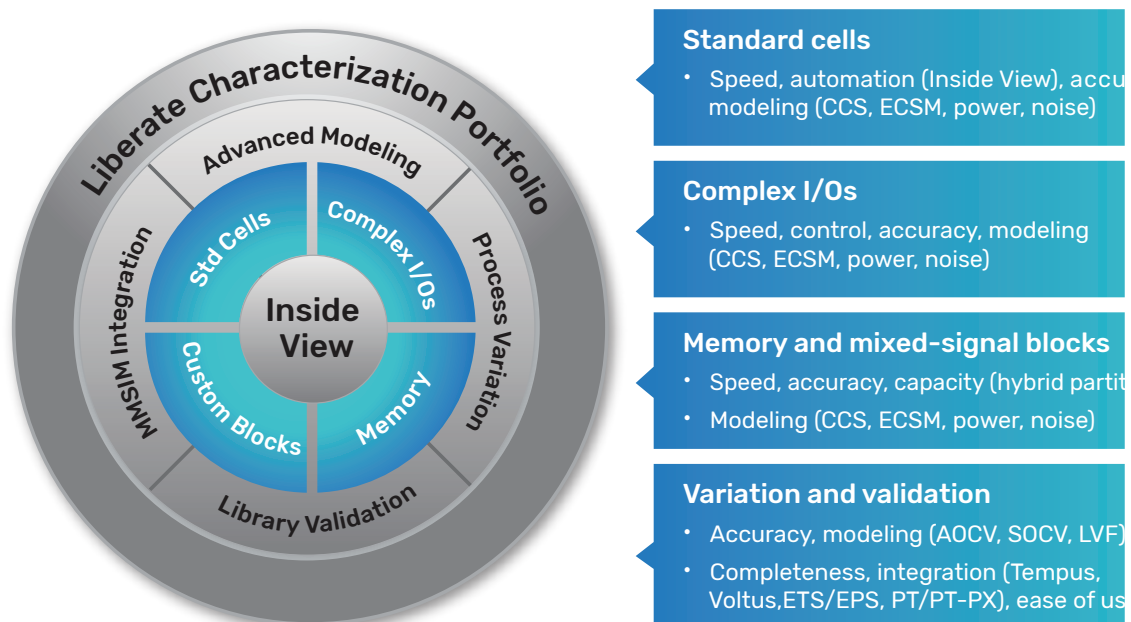 Liberate Characterization Portfolio
Advanced Modeling
MMSIM Integration
Process Variation
Library Validation
Std Cells
Complex I/Os
Custom Blocks
Memory
Inside
View
Standard cells
• Speed, automation (Inside View),
modeling (CCS, ECSM, power, noise)
Complex I/Os
• Speed, control, accuracy, modeling
(CCS, ECSM, power, noise)
Memory and mixed-signal blocks
• Speed, accuracy, capacity (hybrid
• Modeling (CCS, ECSM, power, noise)
Variation and validation
• Accuracy, modeling (AOCV, SOCV, LVF)
• Completeness, integration (Tempus,
Voltus,ETS/EPS, PT/PT-PX), ease of